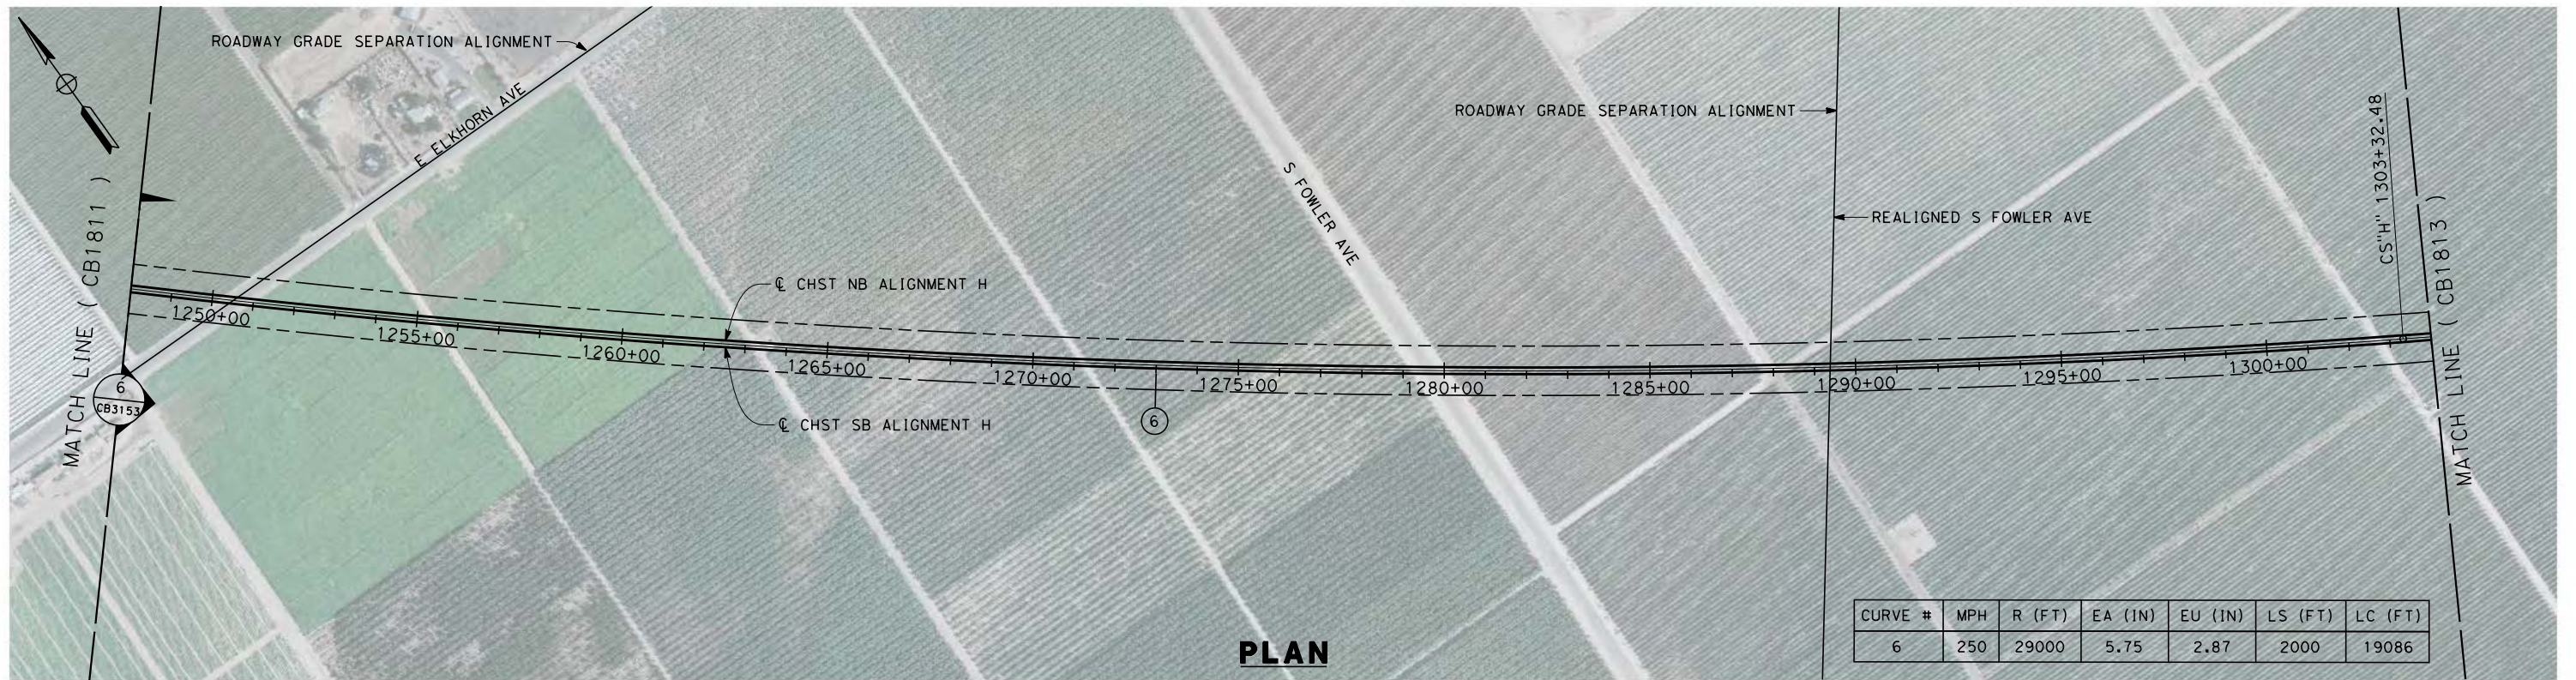 ROADWAY GRADE SEPARATION ALIGNMENT
E ELKHORN AVE
MATCH LINE ( CB1811 )
6
CB3153
1250+00
1255+00
1260+00
1265+00
1270+00
1275+00
1280+00
1285+00
1290+00
1295+00
1300+00
℄ CHST NB ALIGNMENT H
℄ CHST SB ALIGNMENT H
6
S FOWLER AVE
ROADWAY GRADE SEPARATION ALIGNMENT
REALIGNED S FOWLER AVE
CS"H" 1303+32.48
MATCH LINE ( CB1813 )
CURVE # MPH R (FT) EA (IN) EU (IN) LS (FT) LC (FT)
6 250 29000 5.75 2.87 2000 19086
PLAN